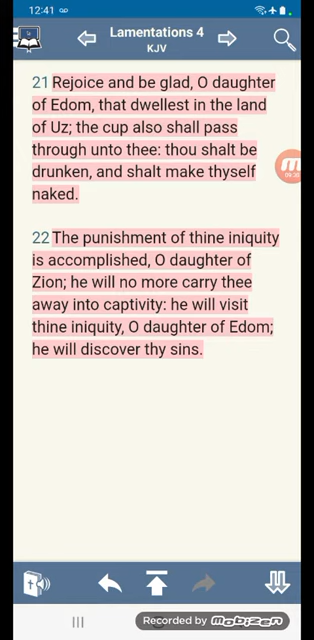 12:41
Lamentations 4
KJV
21 Rejoice and be glad, O daughter
of Edom, that dwellest in the land
of Uz; the cup also shall pass
through unto thee: thou shalt be
drunken, and shalt make thyself
naked.
22 The punishment of thine iniquity
is accomplished, O daughter of
Zion; he will no more carry thee
away into captivity: he will visit
thine iniquity, O daughter of Edom;
he will discover thy sins.
Recorded by mobizen